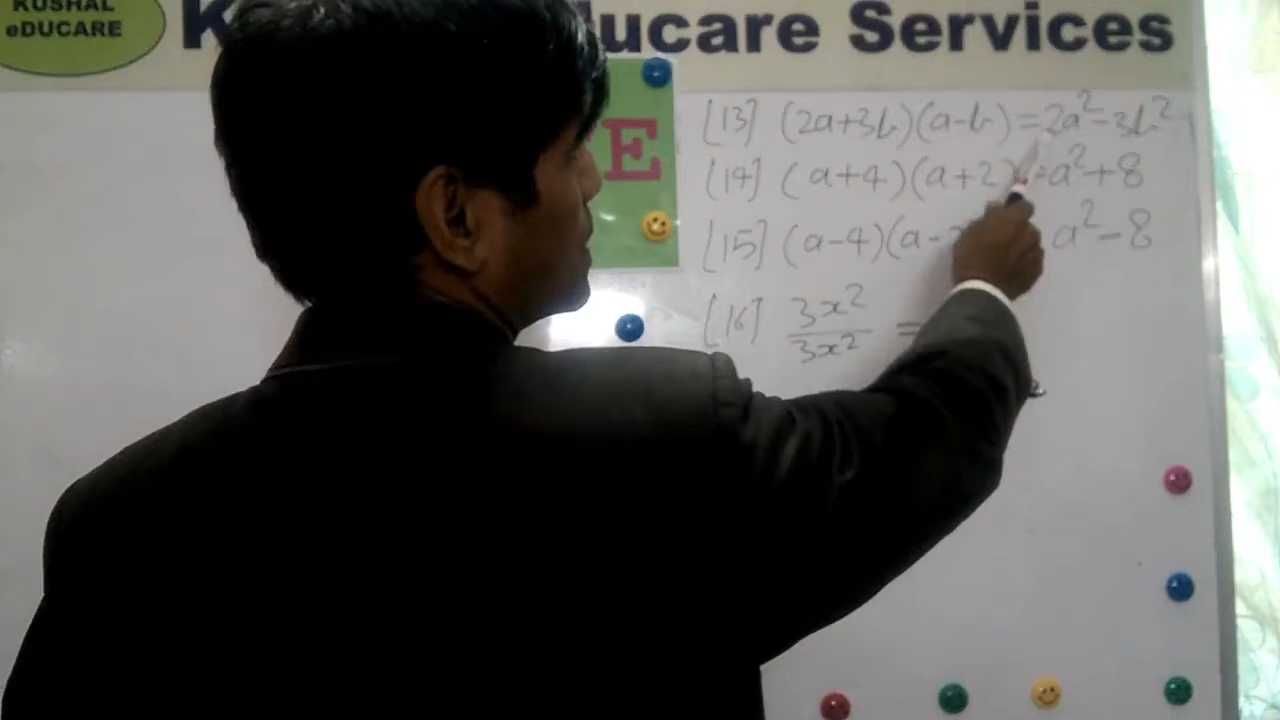 KUSHAL
eDUCARE
K ucare Services
E
[13] (2a+3b)(a-b) = 2a²-3b²
[14] (a+4)(a+2) = a²+8
[15] (a-4)(a- a²-8
[16] 3x²/3x² =